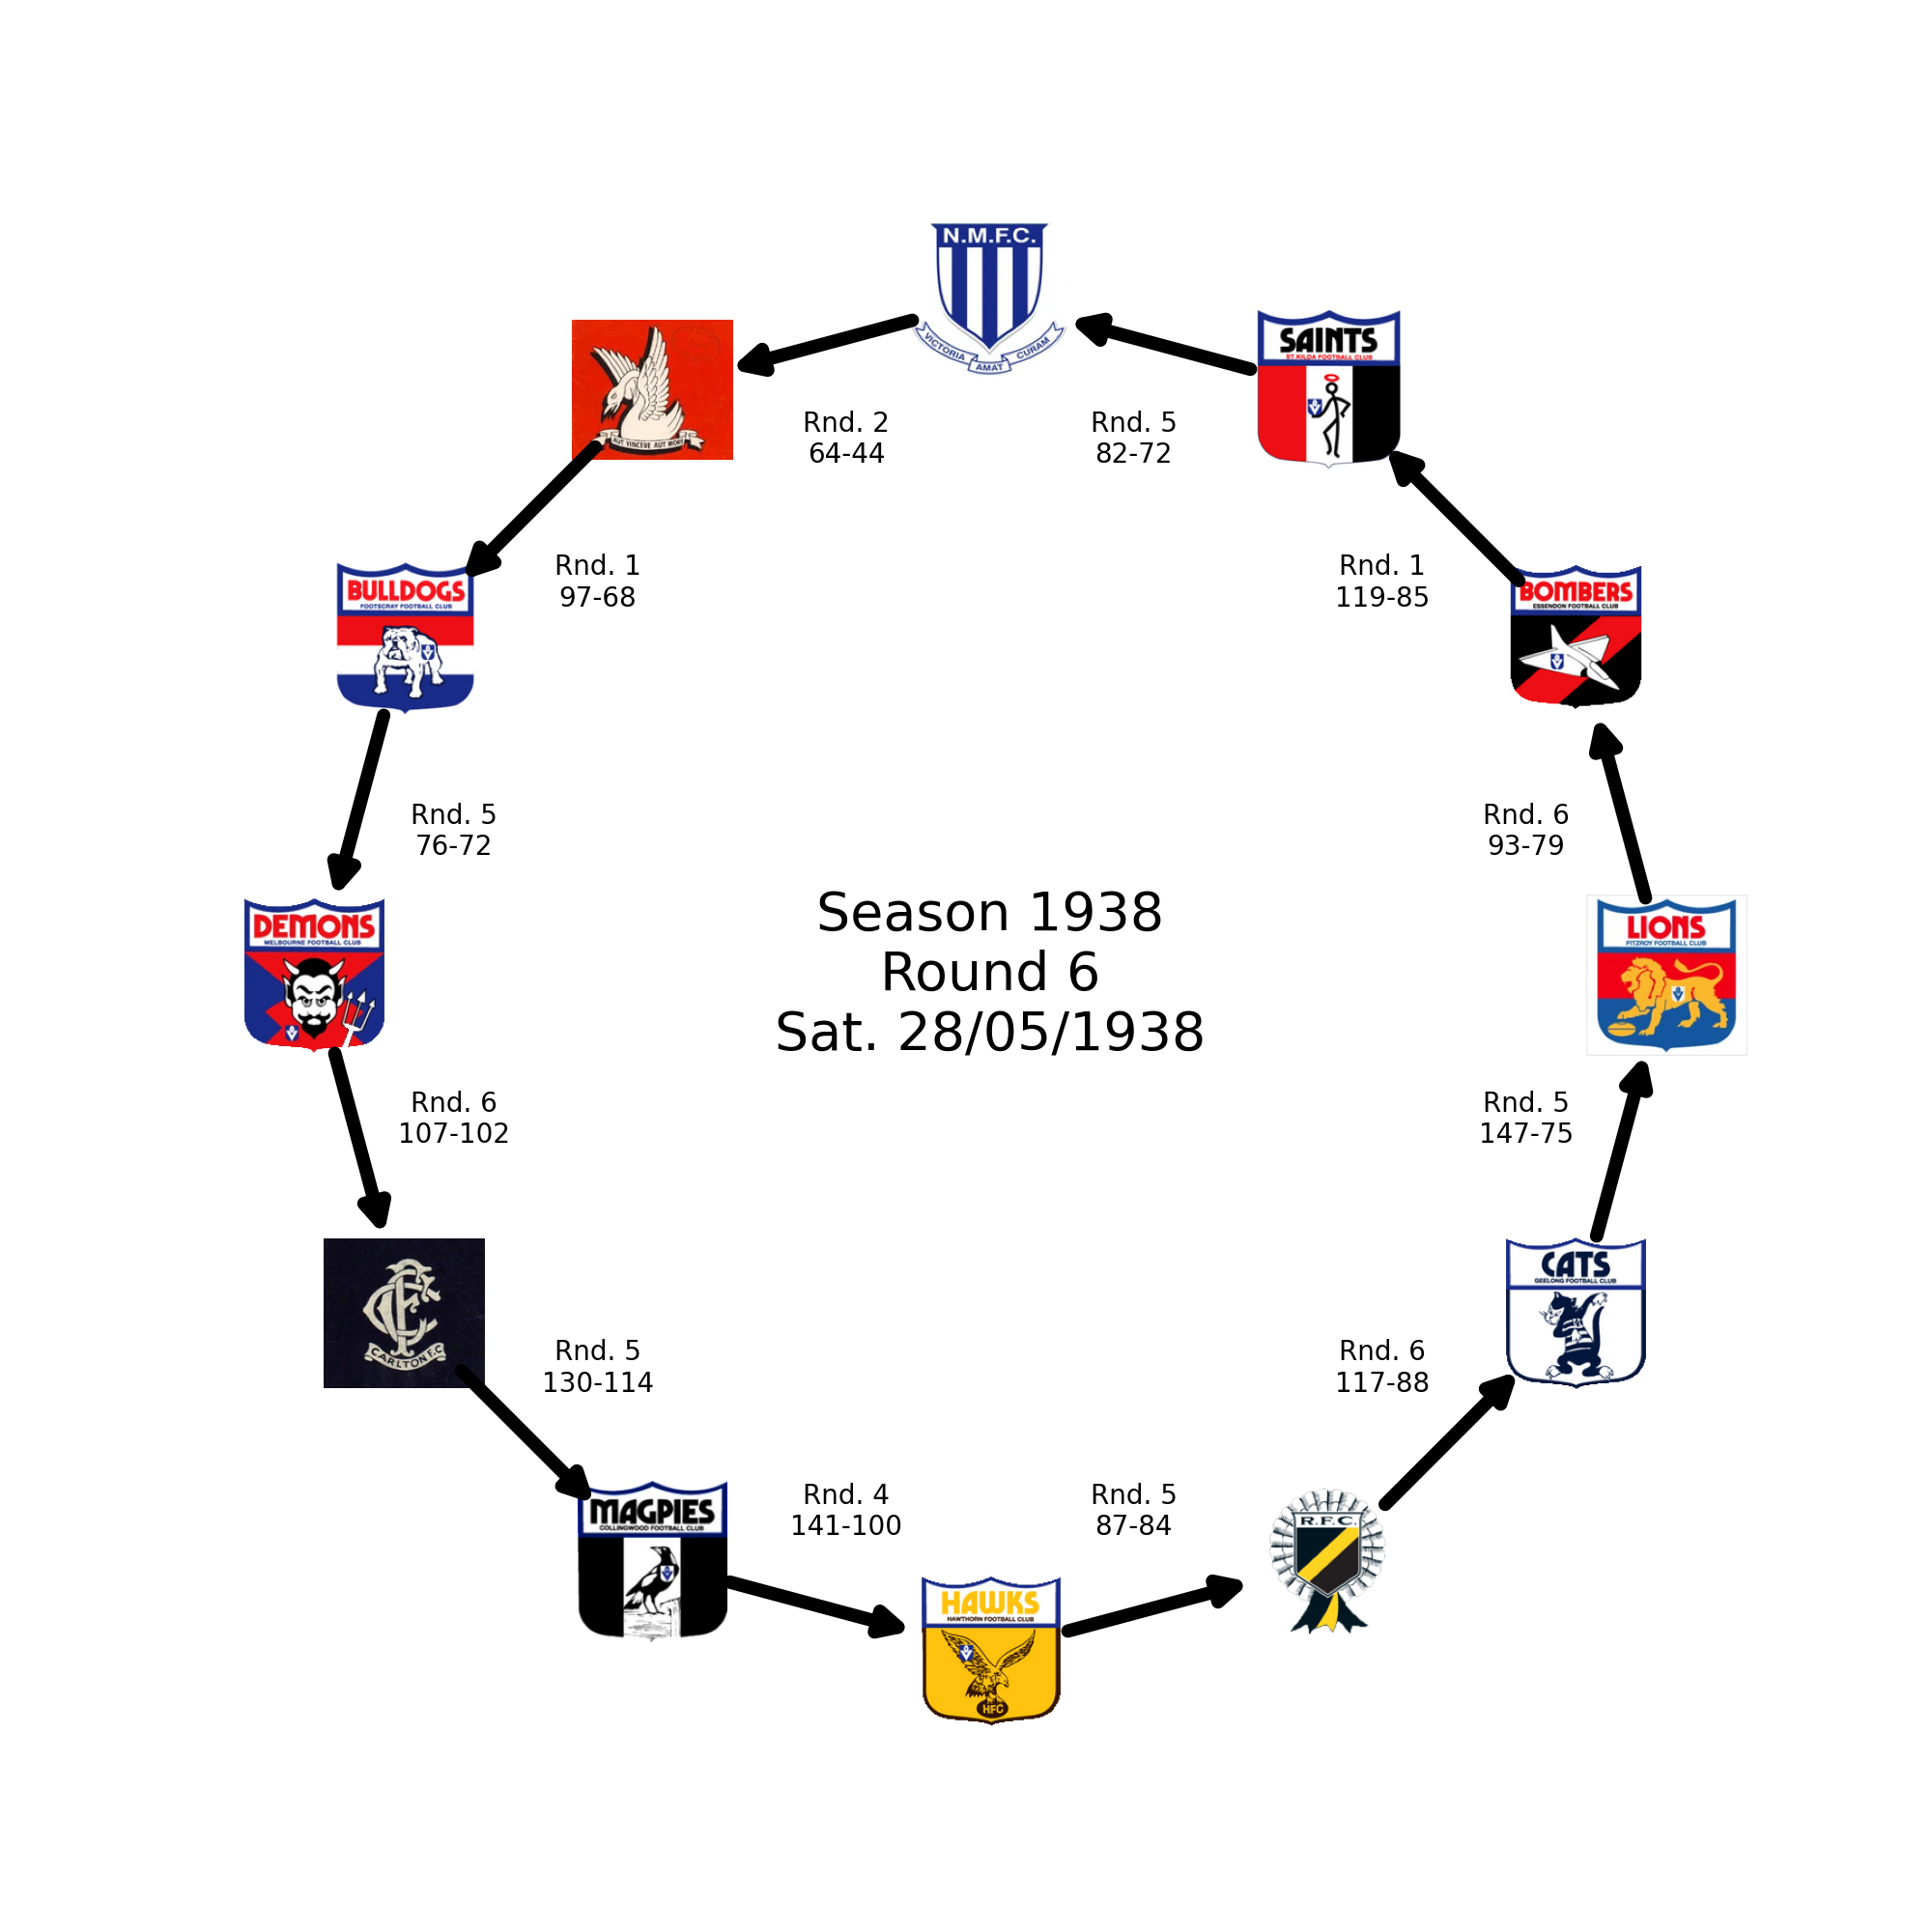 N.M.F.C.
VICTORIA AMAT CURAM
SAINTS
ST.KILDA FOOTBALL CLUB
AUT VINCERE AUT MORI
Rnd. 2
64-44
Rnd. 5
82-72
Rnd. 1
97-68
Rnd. 1
119-85
BULLDOGS
FOOTSCRAY FOOTBALL CLUB
BOMBERS
ESSENDON FOOTBALL CLUB
Rnd. 5
76-72
Rnd. 6
93-79
DEMONS
MELBOURNE FOOTBALL CLUB
LIONS
FITZROY FOOTBALL CLUB
Season 1938
Round 6
Sat. 28/05/1938
Rnd. 6
107-102
Rnd. 5
147-75
CARLTON F.C
CATS
GEELONG FOOTBALL CLUB
Rnd. 5
130-114
Rnd. 6
117-88
MAGPIES
COLLINGWOOD FOOTBALL CLUB
Rnd. 4
141-100
Rnd. 5
87-84
R.F.C.
HAWKS
HAWTHORN FOOTBALL CLUB
HFC